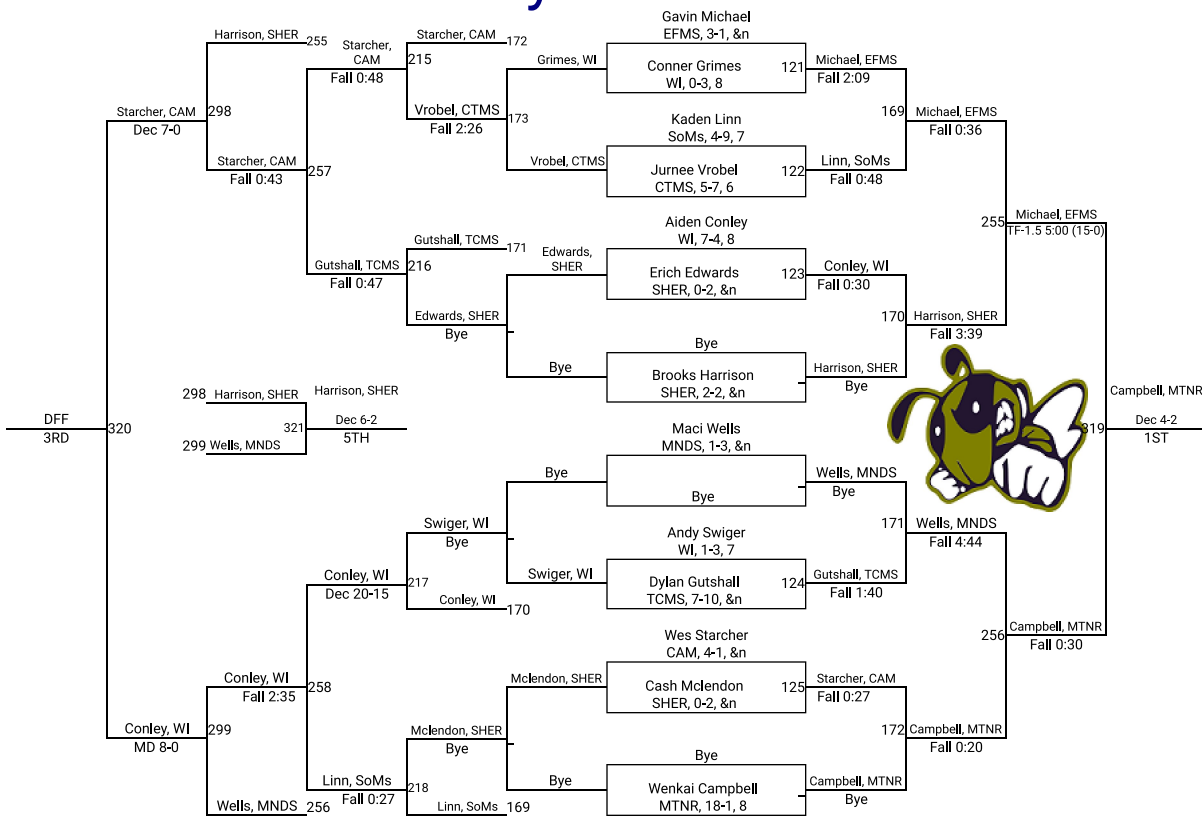 y
Gavin Michael
EFMS, 3-1, &n
Harrison, SHER
255
Starcher, CAM
Fall 0:48
Starcher, CAM
172
215
Grimes, WI
Conner Grimes
WI, 0-3, 8
121
Michael, EFMS
Fall 2:09
Starcher, CAM
Dec 7-0
298
Vrobel, CTMS
Fall 2:26
173
Kaden Linn
SoMs, 4-9, 7
169
Michael, EFMS
Fall 0:36
Starcher, CAM
Fall 0:43
257
Vrobel, CTMS
Jurnee Vrobel
CTMS, 5-7, 6
122
Linn, SoMs
Fall 0:48
Aiden Conley
WI, 7-4, 8
255
Michael, EFMS
TF-1.5 5:00 (15-0)
Gutshall, TCMS
171
Gutshall, TCMS
Fall 0:47
216
Edwards, SHER
Erich Edwards
SHER, 0-2, &n
123
Conley, WI
Fall 0:30
Edwards, SHER
Bye
170
Harrison, SHER
Fall 3:39
Bye
Bye
Brooks Harrison
SHER, 2-2, &n
Harrison, SHER
Bye
298
Harrison, SHER
Harrison, SHER
Campbell, MTNR
DFF
3RD
320
321
Dec 6-2
5TH
319
Dec 4-2
1ST
299
Wells, MNDS
Maci Wells
MNDS, 1-3, &n
Bye
Bye
Wells, MNDS
Bye
Swiger, WI
Bye
Andy Swiger
WI, 1-3, 7
171
Wells, MNDS
Fall 4:44
Conley, WI
Dec 20-15
217
Swiger, WI
Dylan Gutshall
TCMS, 7-10, &n
124
Gutshall, TCMS
Fall 1:40
Conley, WI
170
Wes Starcher
CAM, 4-1, &n
256
Campbell, MTNR
Fall 0:30
Conley, WI
Fall 2:35
258
Mclendon, SHER
Cash Mclendon
SHER, 0-2, &n
125
Starcher, CAM
Fall 0:27
Conley, WI
MD 8-0
299
Mclendon, SHER
Bye
172
Campbell, MTNR
Fall 0:20
Bye
Linn, SoMs
Fall 0:27
218
Bye
Wenkai Campbell
MTNR, 18-1, 8
Campbell, MTNR
Bye
Wells, MNDS
256
Linn, SoMs
169